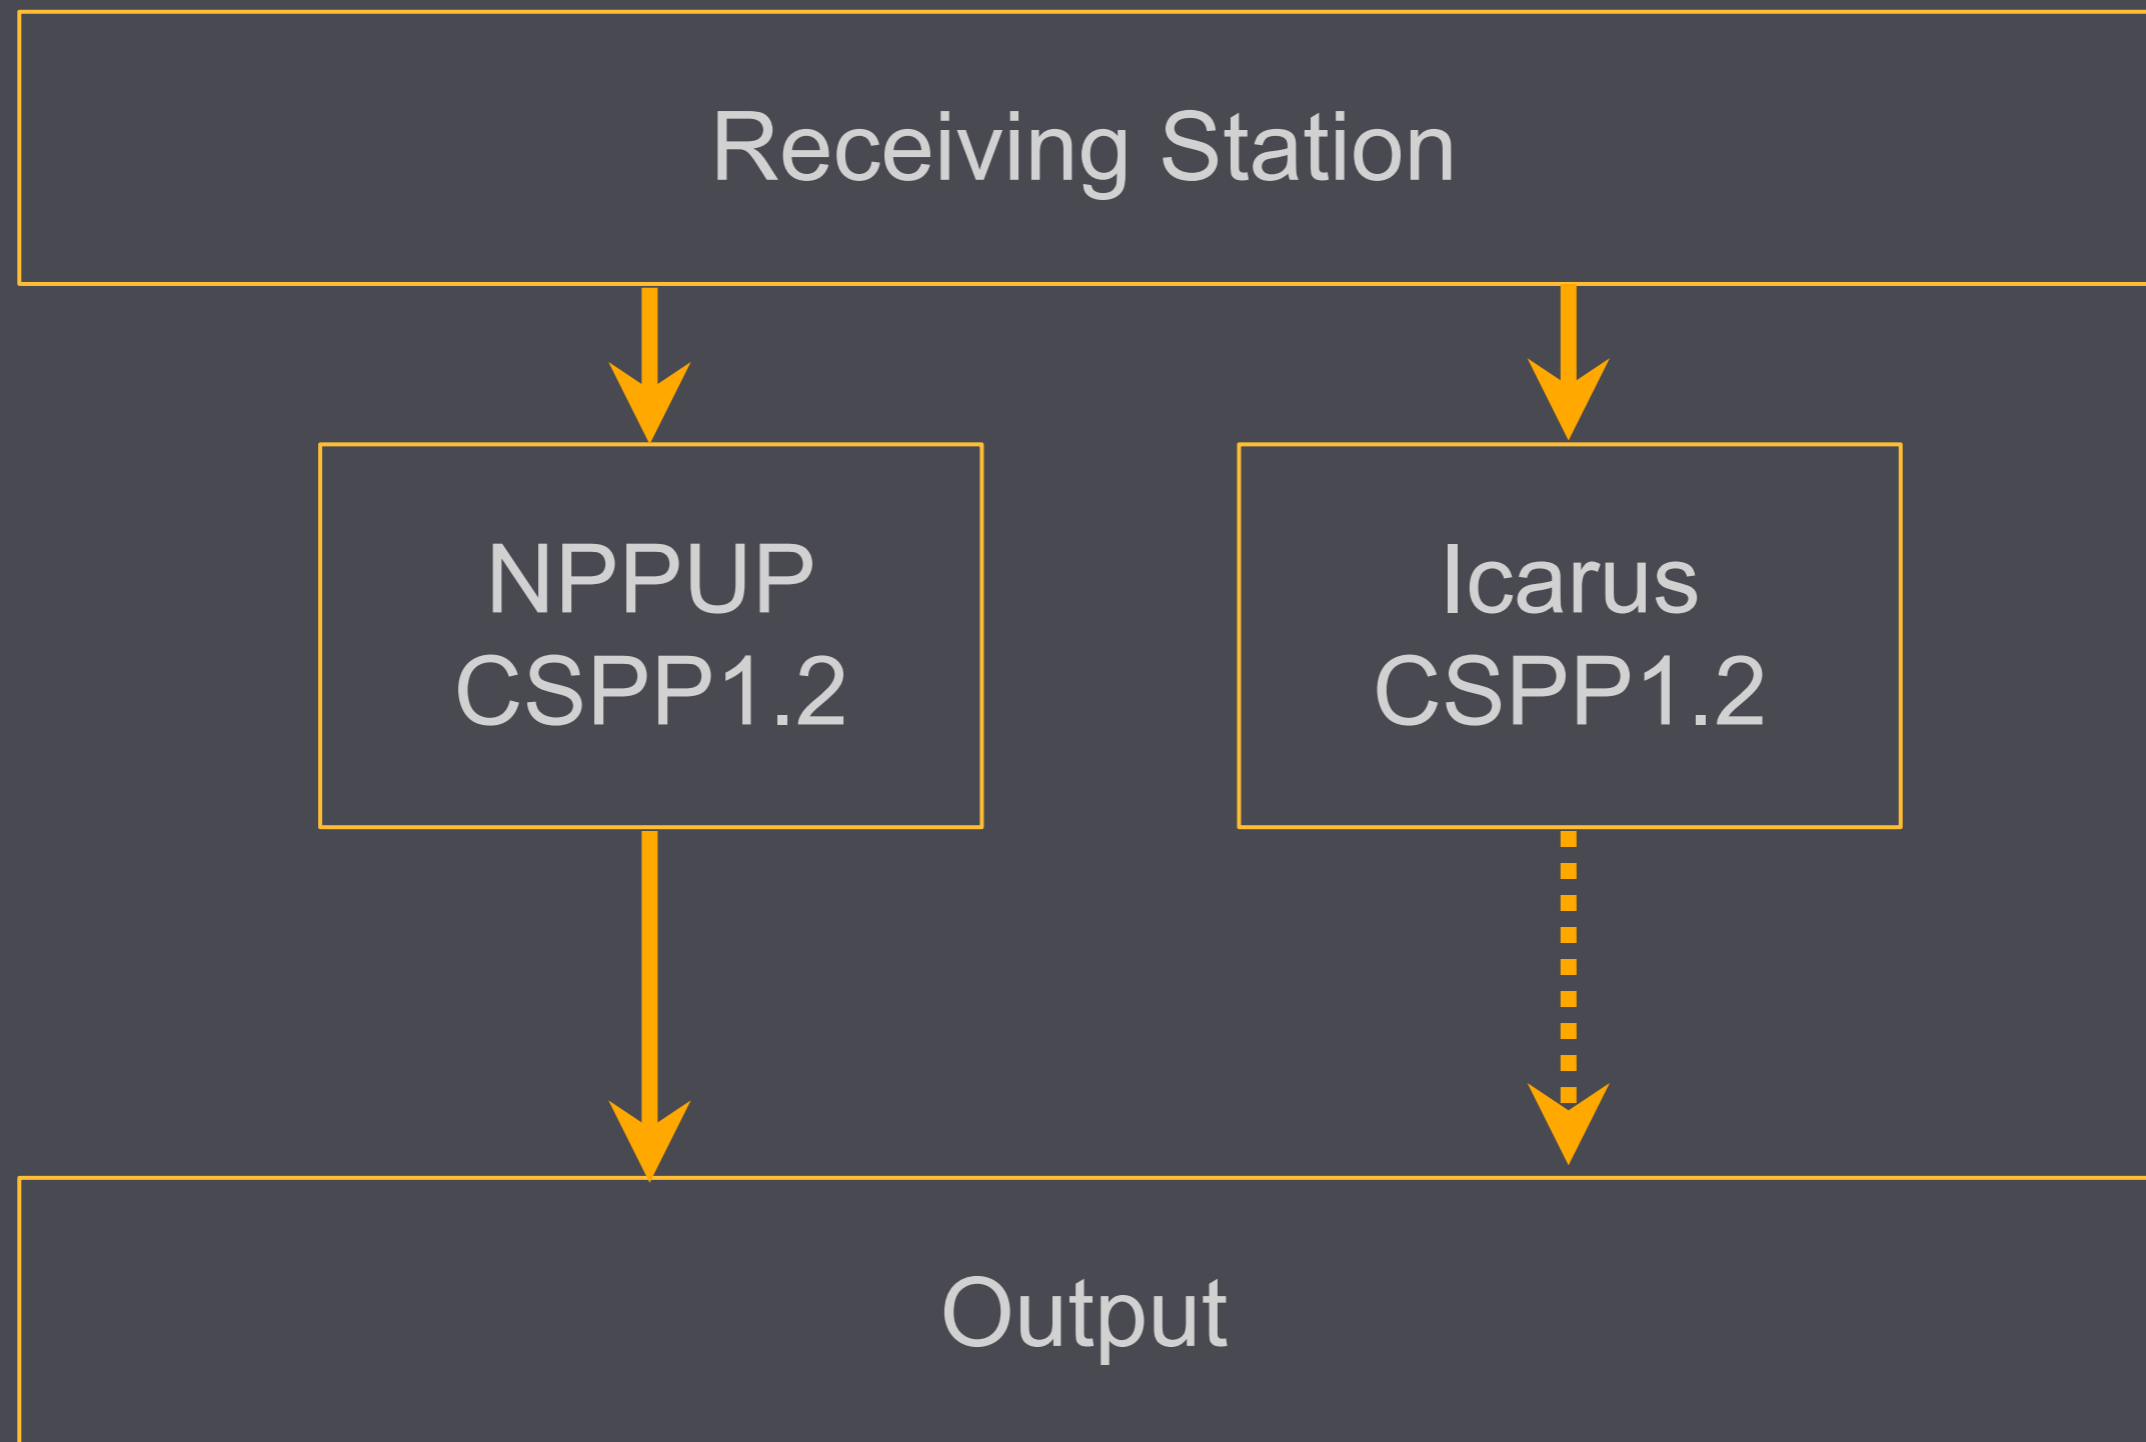 Receiving Station
NPPUP
CSPP1.2
Icarus
CSPP1.2
Output